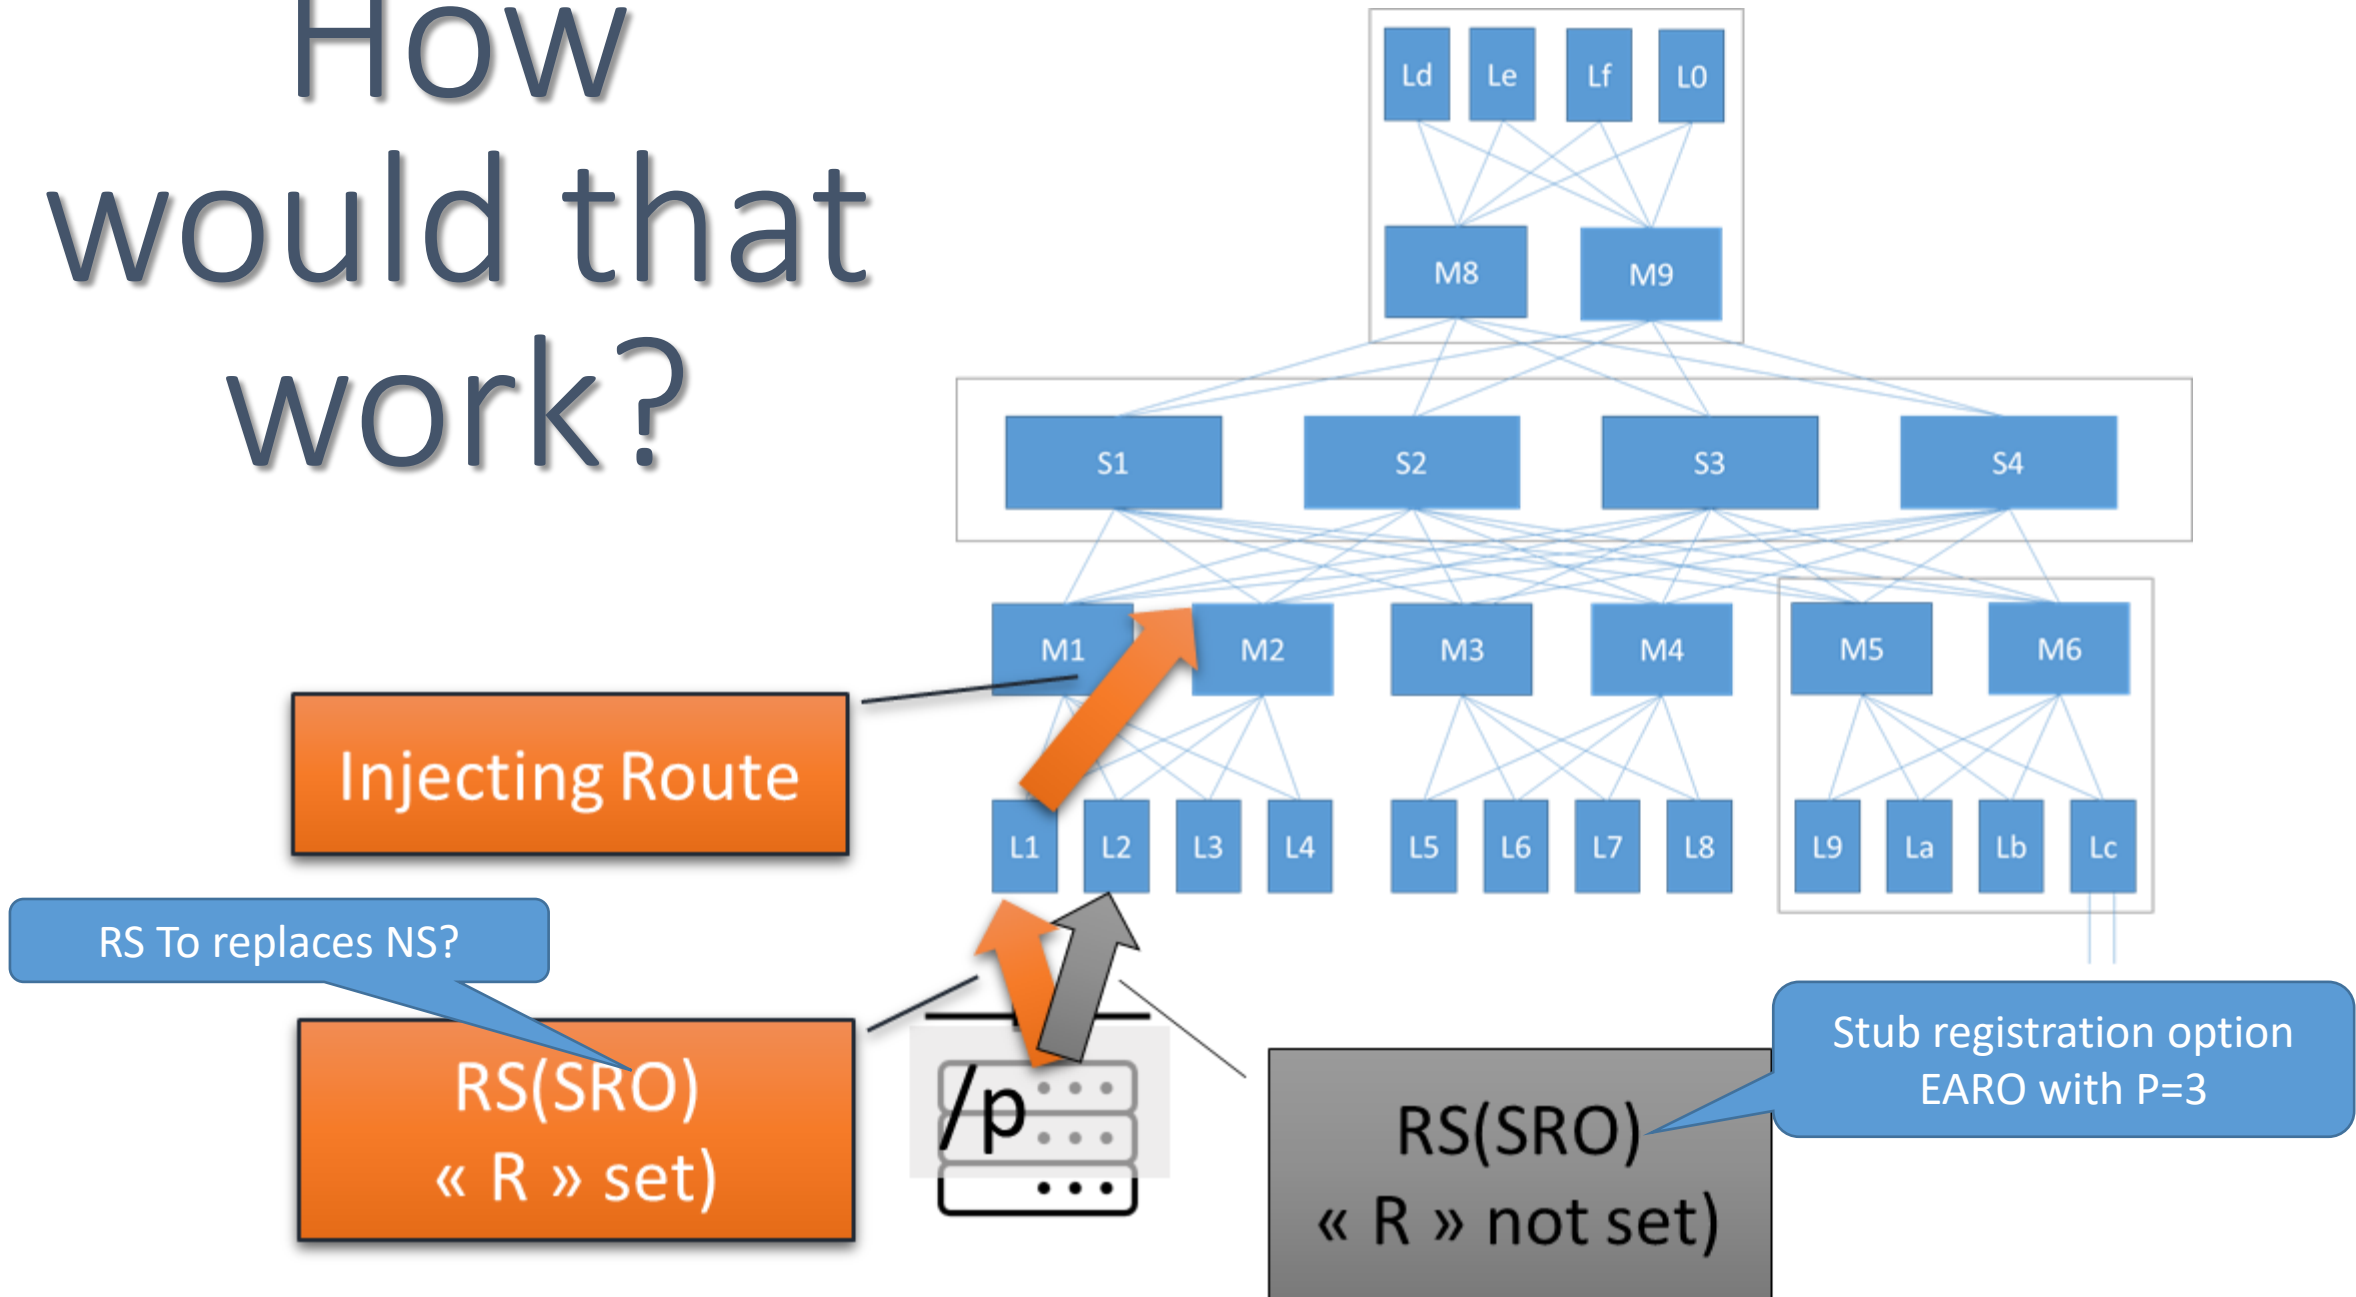 How
would that
work?
Ld
Le
Lf
L0
M8
M9
S1
S2
S3
S4
M1
M2
M3
M4
M5
M6
Injecting Route
L1
L2
L3
L4
L5
L6
L7
L8
L9
La
Lb
Lc
RS To replaces NS?
RS(SRO)
« R » set)
/p
RS(SRO)
« R » not set)
Stub registration option
EARO with P=3